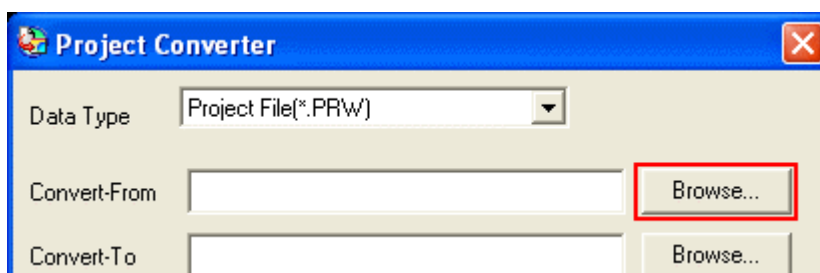 Project Converter
Data Type Project File(*.PRW)
Convert-From Browse...
Convert-To Browse...